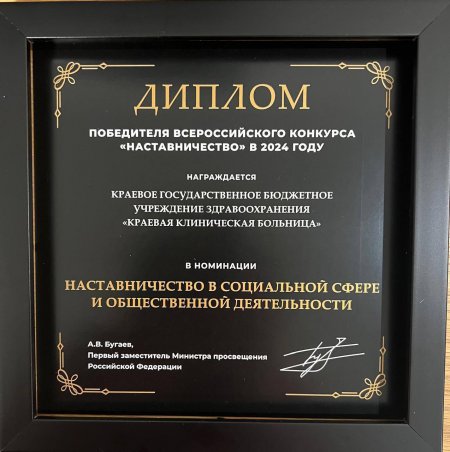 ДИПЛОМ
ПОБЕДИТЕЛЯ ВСЕРОССИЙСКОГО КОНКУРСА
«НАСТАВНИЧЕСТВО» В 2024 ГОДУ
НАГРАЖДАЕТСЯ
КРАЕВОЕ ГОСУДАРСТВЕННОЕ БЮДЖЕТНОЕ
УЧРЕЖДЕНИЕ ЗДРАВООХРАНЕНИЯ
«КРАЕВАЯ КЛИНИЧЕСКАЯ БОЛЬНИЦА»
В НОМИНАЦИИ
НАСТАВНИЧЕСТВО В СОЦИАЛЬНОЙ СФЕРЕ
И ОБЩЕСТВЕННОЙ ДЕЯТЕЛЬНОСТИ
А.В. Бугаев,
Первый заместитель Министра просвещения
Российской Федерации